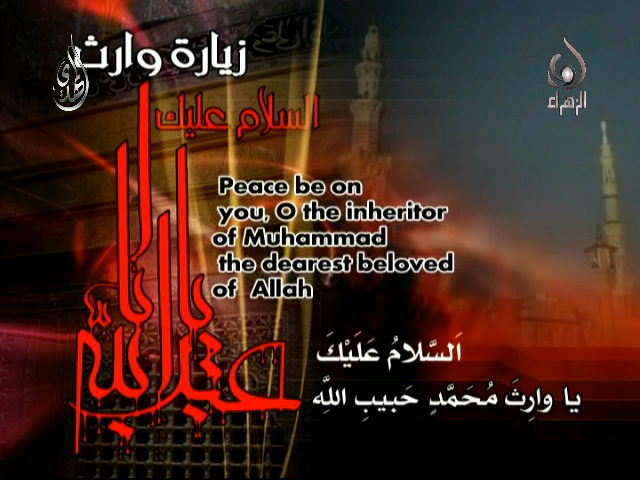 زيارة وارث
هادي
الزهراء
السلام عليك
يا ابا عبد الله
Peace be on
you, O the inheritor
of Muhammad
the dearest beloved
of Allah
اَلسَّلامُ عَلَيْكَ
يا وارِثَ مُحَمَّدٍ حَبيبِ اللَّهِ